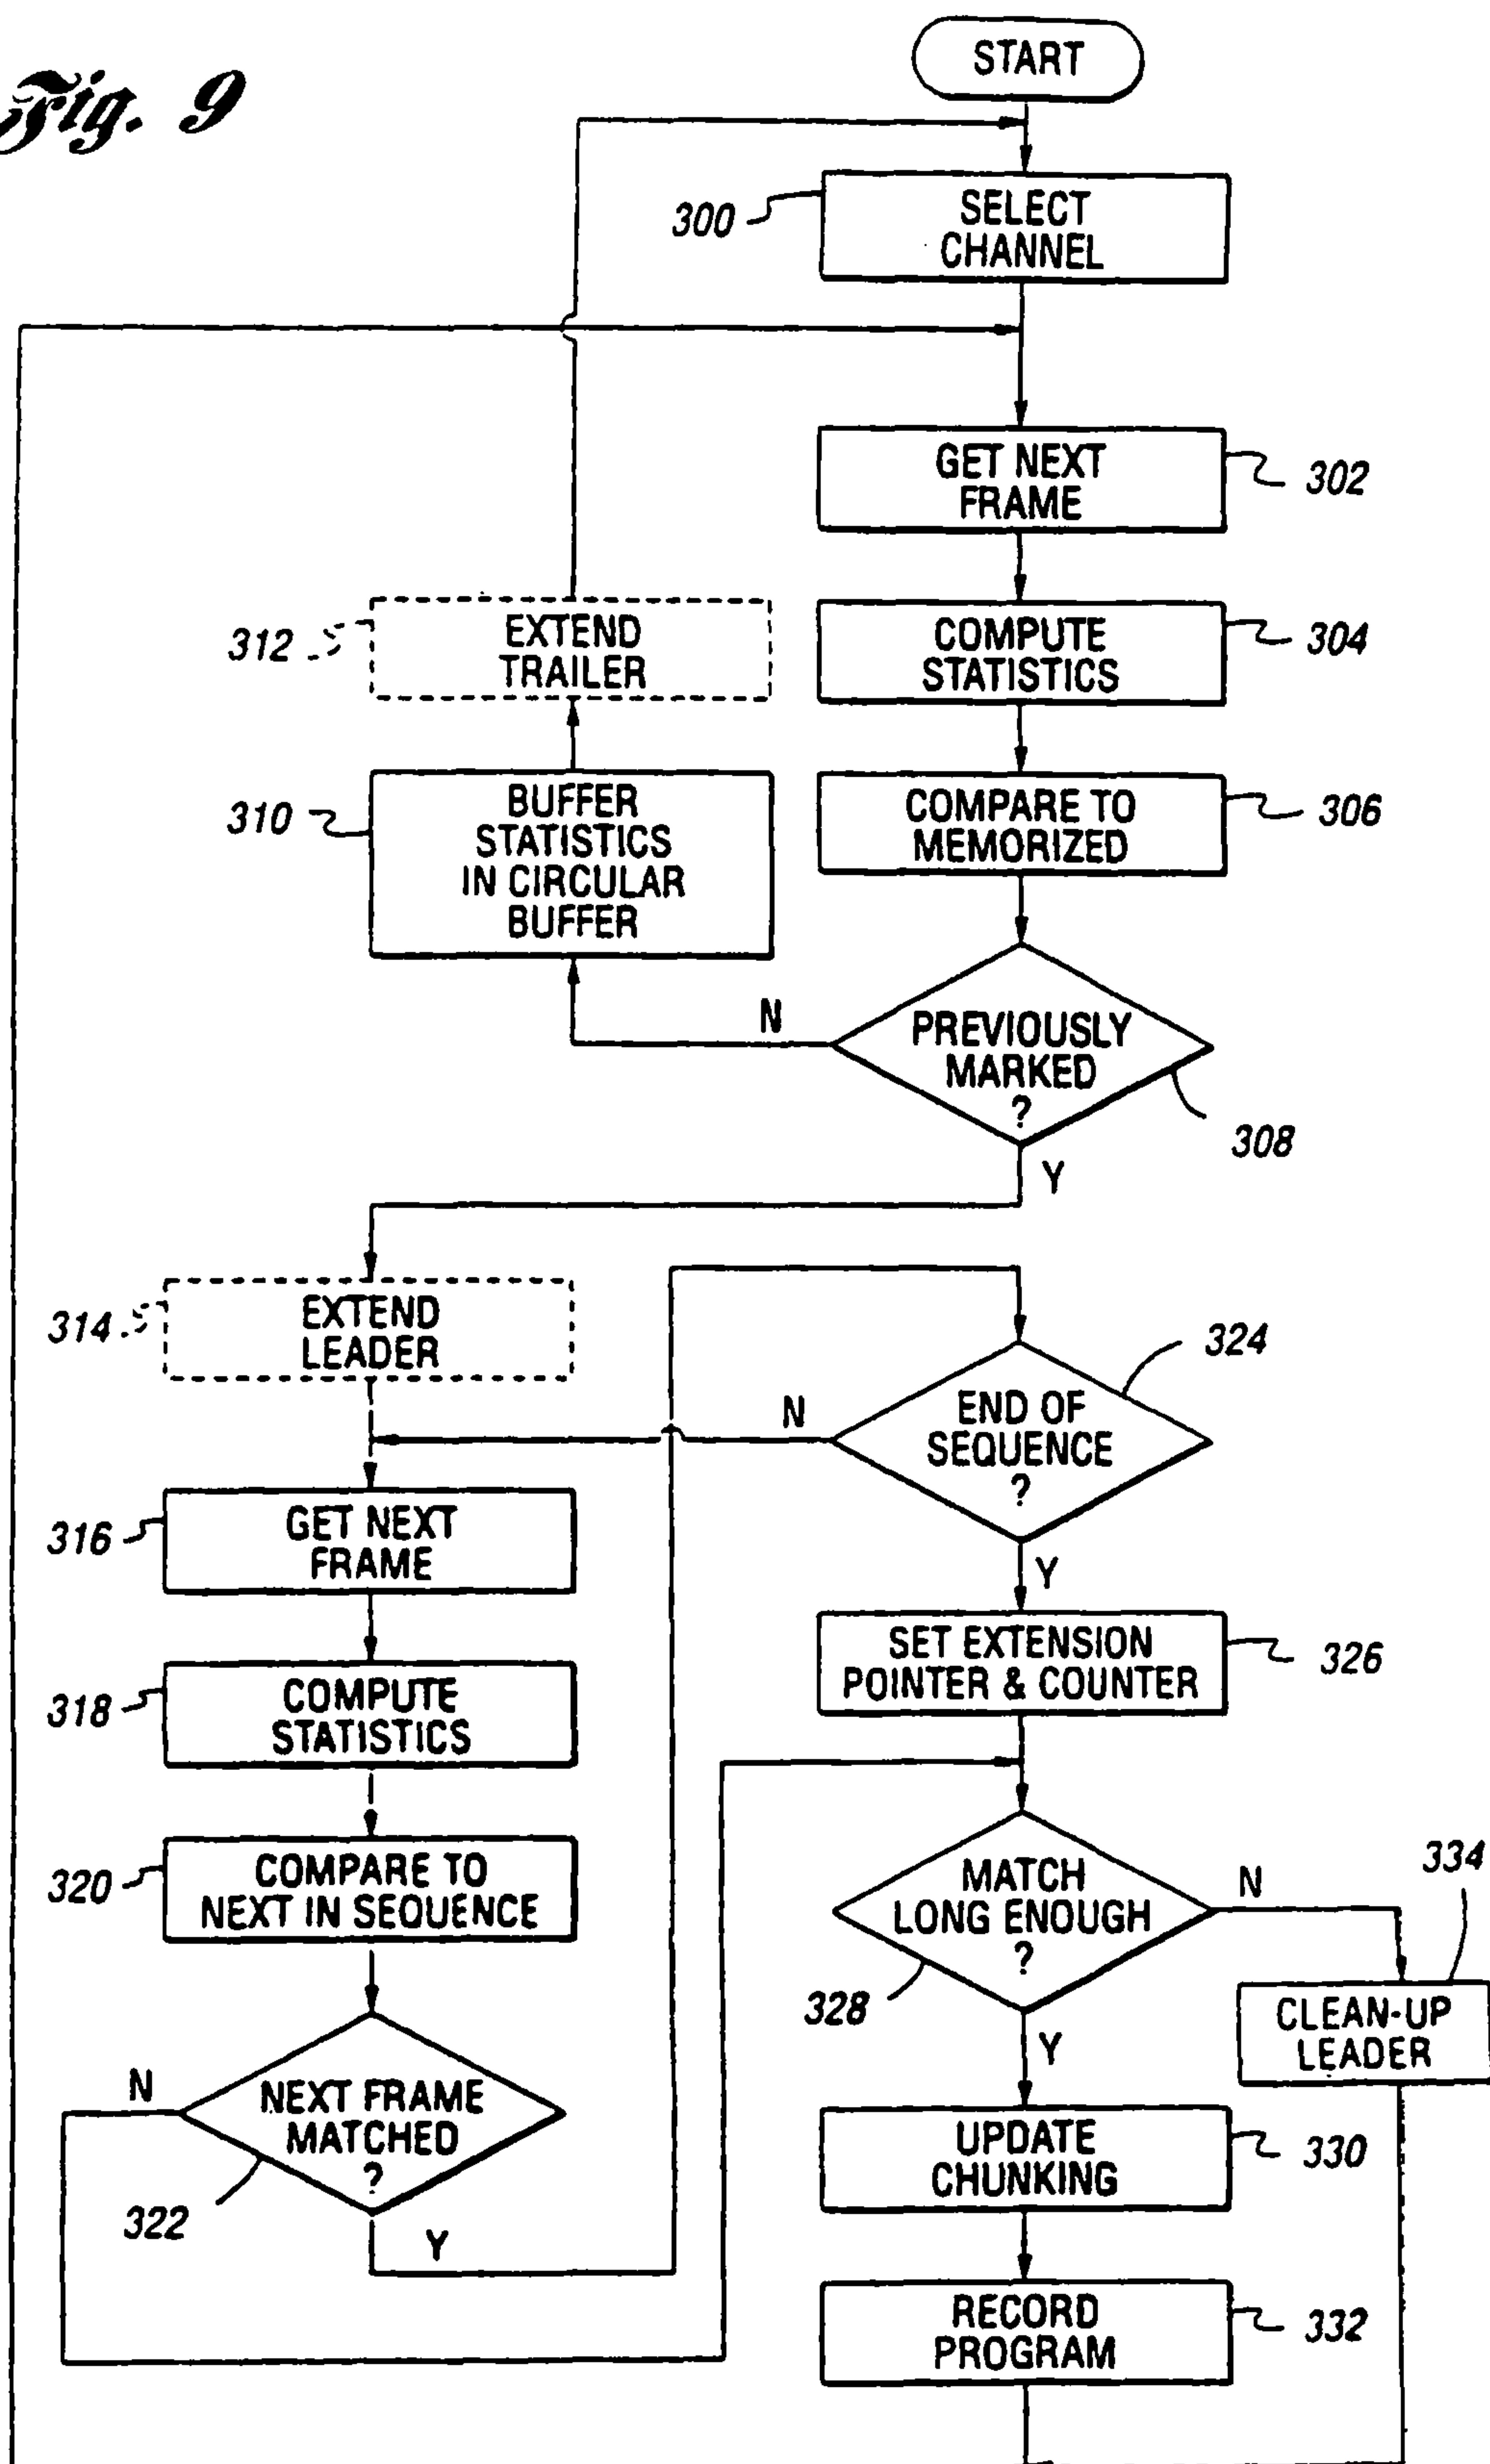 Fig. 9
START
300
SELECT
CHANNEL
GET NEXT
FRAME
302
312
EXTEND
TRAILER
COMPUTE
STATISTICS
304
310
BUFFER
STATISTICS
IN CIRCULAR
BUFFER
COMPARE TO
MEMORIZED
306
N
PREVIOUSLY
MARKED
?
308
Y
314
EXTEND
LEADER
324
N
END OF
SEQUENCE
?
316
GET NEXT
FRAME
Y
318
COMPUTE
STATISTICS
SET EXTENSION
POINTER & COUNTER
326
320
COMPARE TO
NEXT IN SEQUENCE
MATCH
LONG ENOUGH
?
N
334
328
CLEAN-UP
LEADER
Y
N
NEXT FRAME
MATCHED
?
322
Y
UPDATE
CHUNKING
330
RECORD
PROGRAM
332